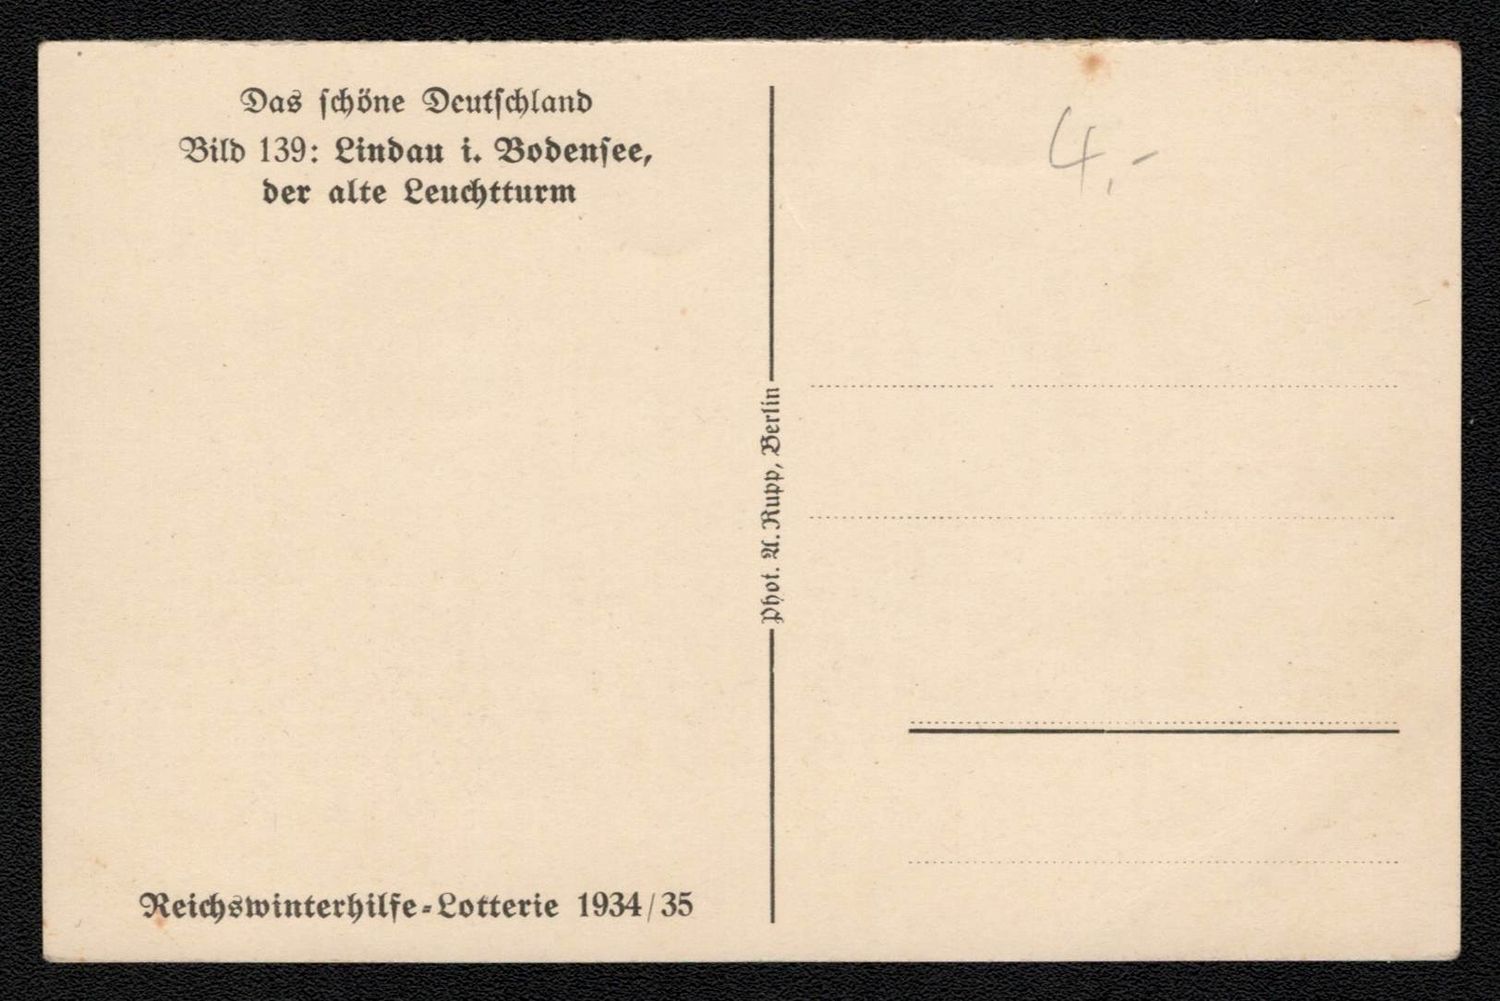 Das schöne Deutschland
Bild 139: Lindau i. Bodensee,
der alte Leuchtturm
Reichswinterhilfe-Lotterie 1934/35
Phot. A. Rupp, Berlin
4,-